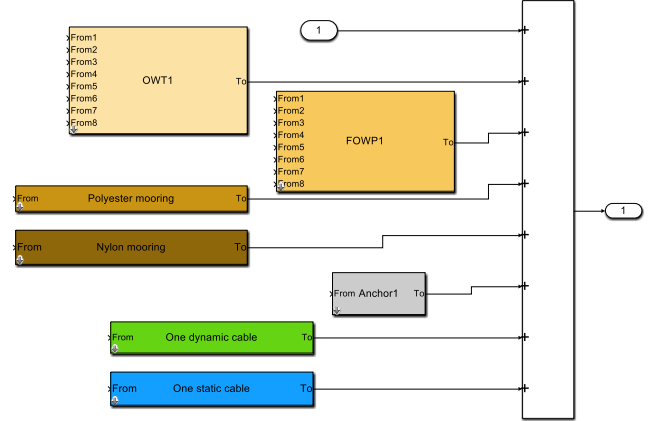 1
From1
From2
From3
From4
From5
From6
From7
From8
OWT1
To
From1
From2
From3
From4
From5
From6
From7
From8
FOWP1
To
From Polyester mooring To
From Nylon mooring To
1
From Anchor1 To
From One dynamic cable To
From One static cable To
+
+
+
+
+
+
+
+